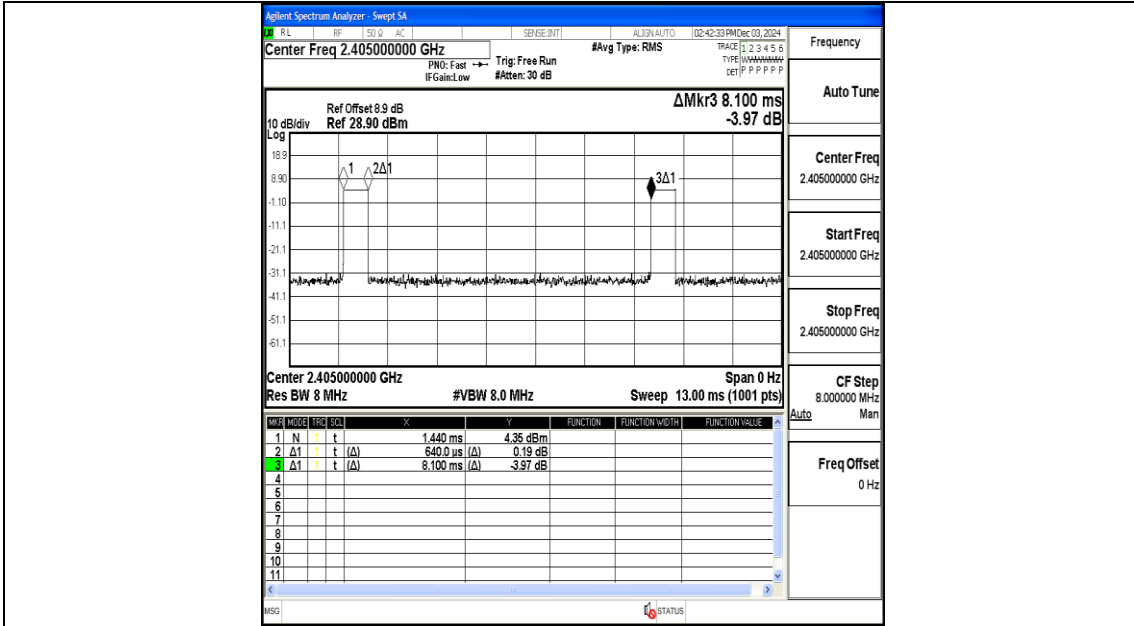 Agilent Spectrum Analyzer - Swept SA
RL RF 50 Ω AC SENSE:INT ALIGNAUTO 02:42:33 PM Dec 03, 2024
Center Freq 2.405000000 GHz #Avg Type: RMS TRACE 1 2 3 4 5 6
PNO: Fast Trig: Free Run TYPE
IFGain:Low #Atten: 30 dB DET P P P P P P
Frequency
Auto Tune
ΔMkr3 8.100 ms
-3.97 dB
Ref Offset 8.9 dB
10 dB/div Ref 28.90 dBm
Log
18.9
8.90
-1.10
-11.1
-21.1
-31.1
-41.1
-51.1
-61.1
1 2Δ1 3Δ1
Center 2.405000000 GHz Span 0 Hz
Res BW 8 MHz #VBW 8.0 MHz Sweep 13.00 ms (1001 pts)
MKR MODE TRC SCL X Y FUNCTION FUNCTION WIDTH FUNCTION VALUE
1 N 1 t 1.440 ms 4.35 dBm
2 Δ1 1 t (Δ) 640.0 µs (Δ) 0.19 dB
3 Δ1 1 t (Δ) 8.100 ms (Δ) -3.97 dB
4
5
6
7
8
9
10
11
Center Freq
2.405000000 GHz
Start Freq
2.405000000 GHz
Stop Freq
2.405000000 GHz
CF Step
8.000000 MHz
Auto Man
Freq Offset
0 Hz
MSG STATUS